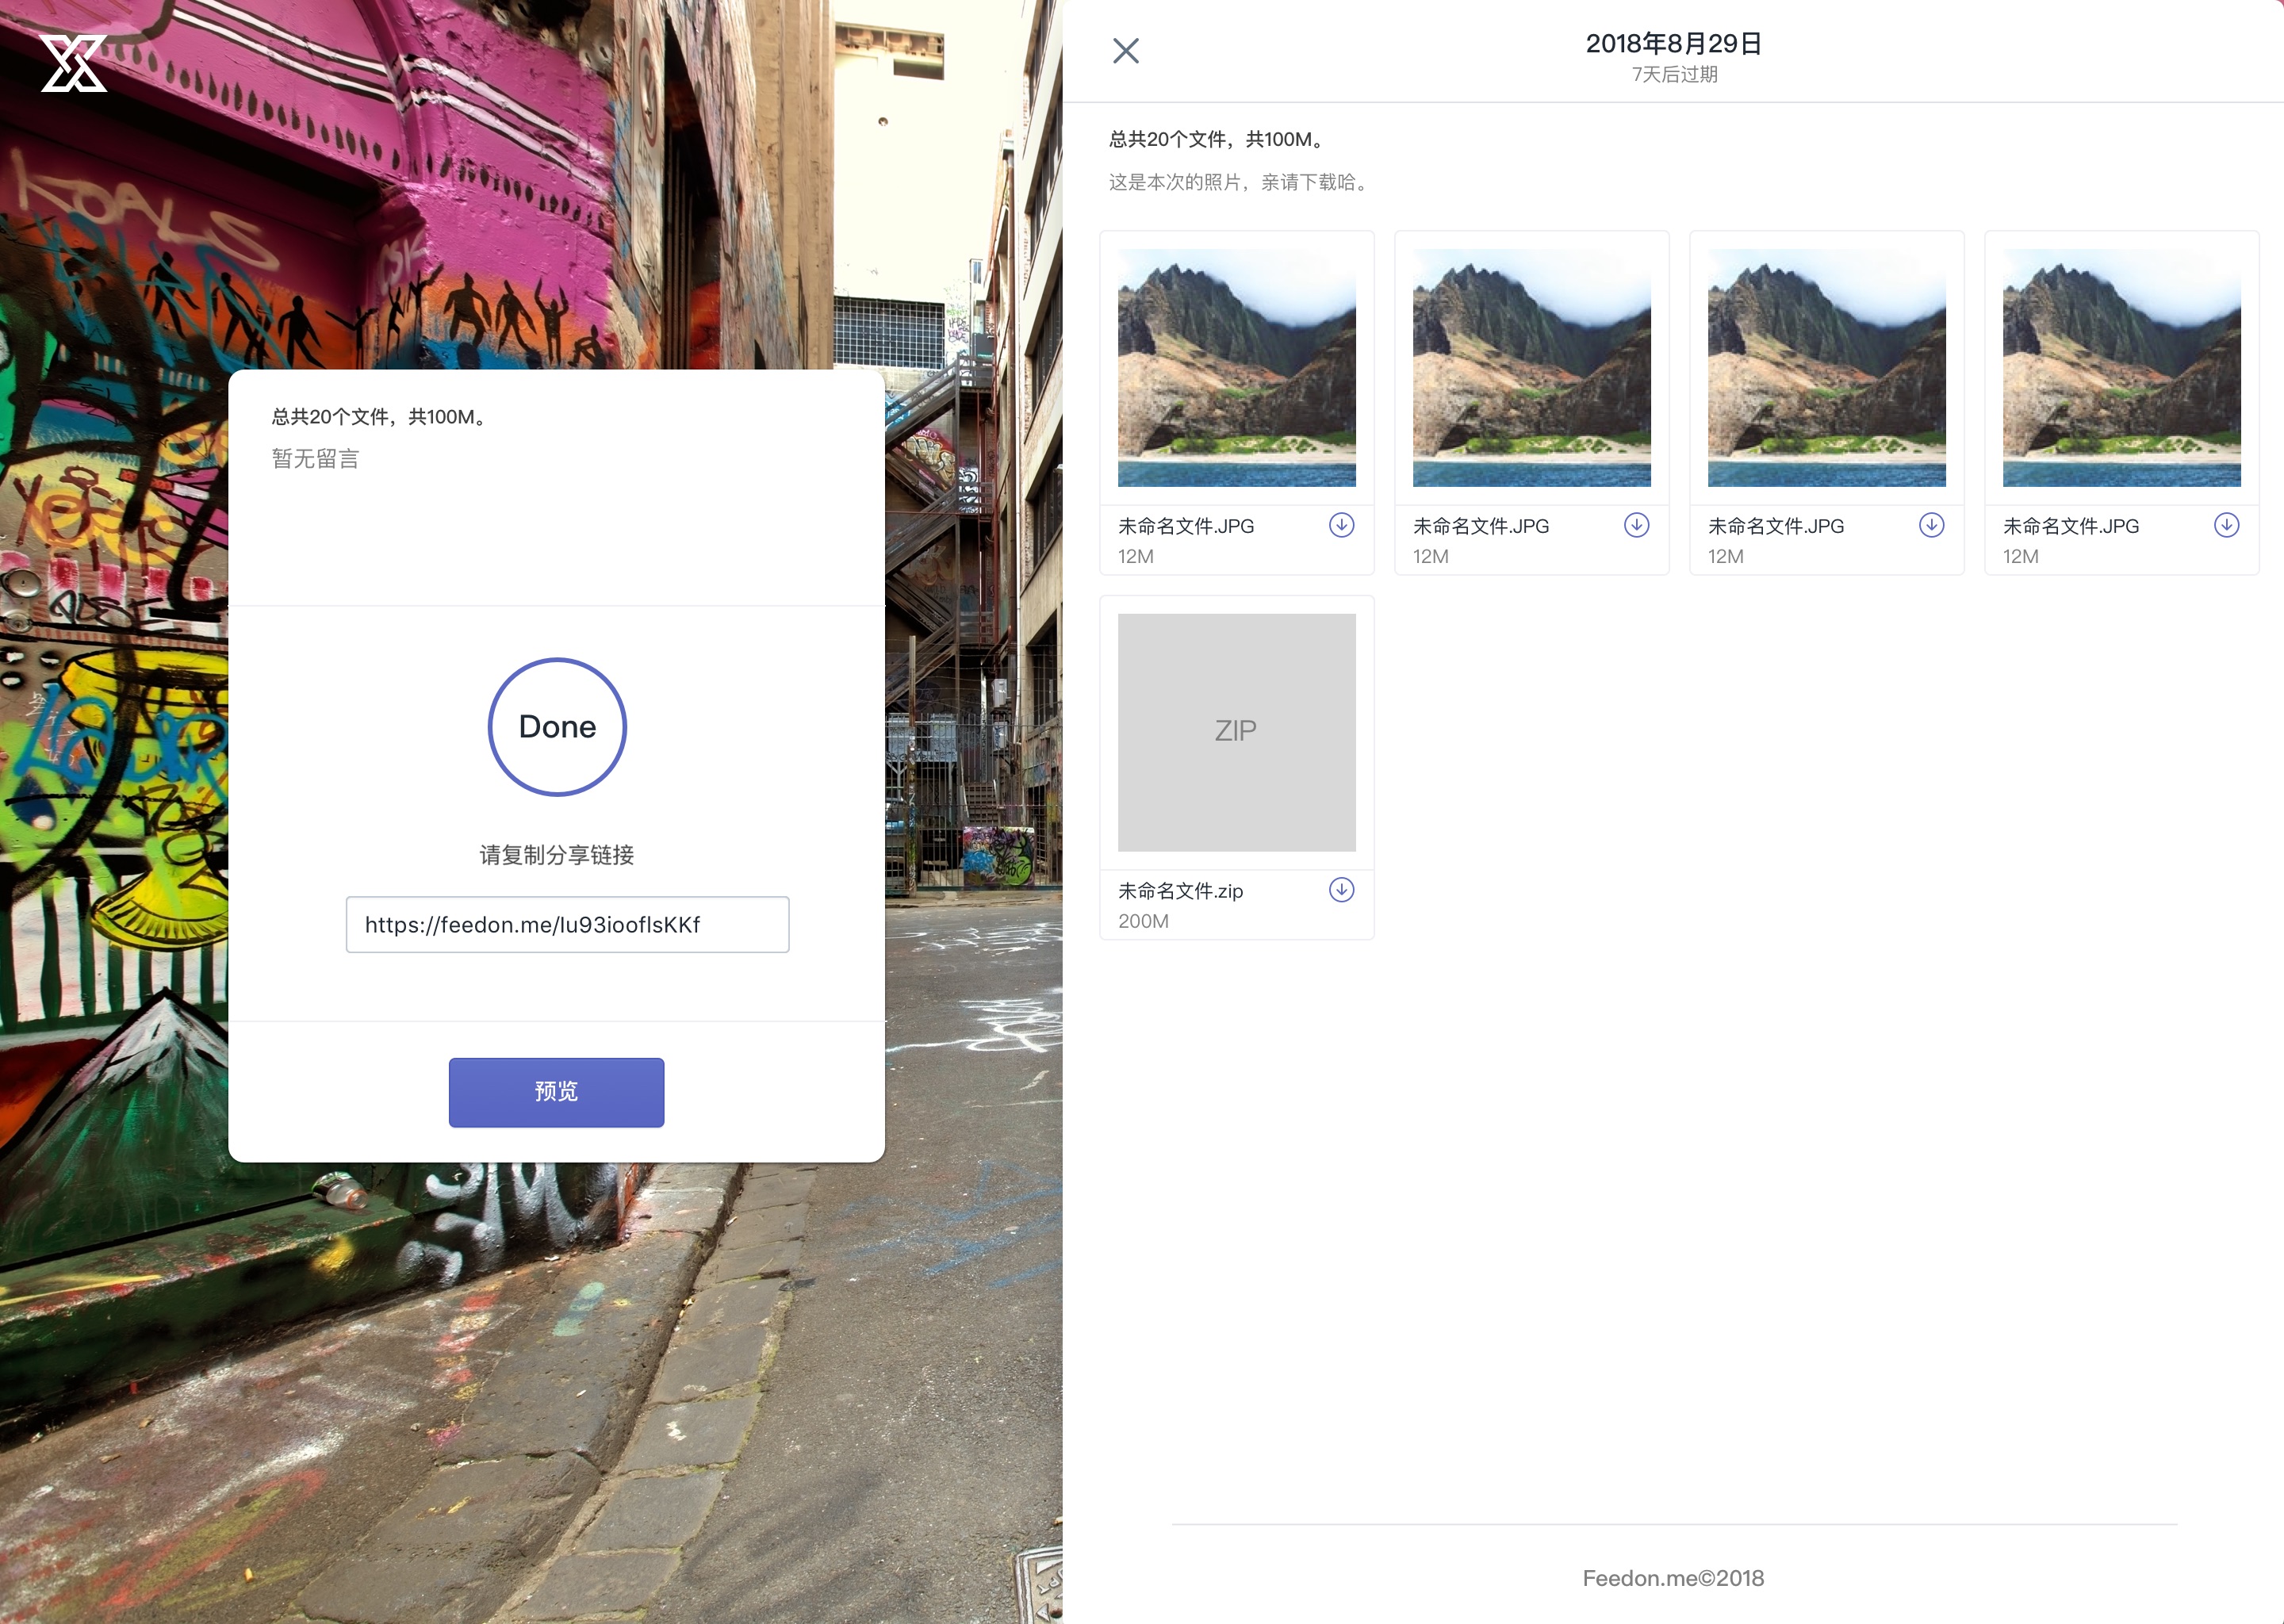 KOALS
总共20个文件，共100M。
暂无留言
Done
请复制分享链接
https://feedon.me/Iu93iooflsKKf
预览
2018年8月29日
7天后过期
总共20个文件，共100M。
这是本次的照片，亲请下载哈。
未命名文件.JPG
12M
未命名文件.JPG
12M
未命名文件.JPG
12M
未命名文件.JPG
12M
ZIP
未命名文件.zip
200M
Feedon.me©2018